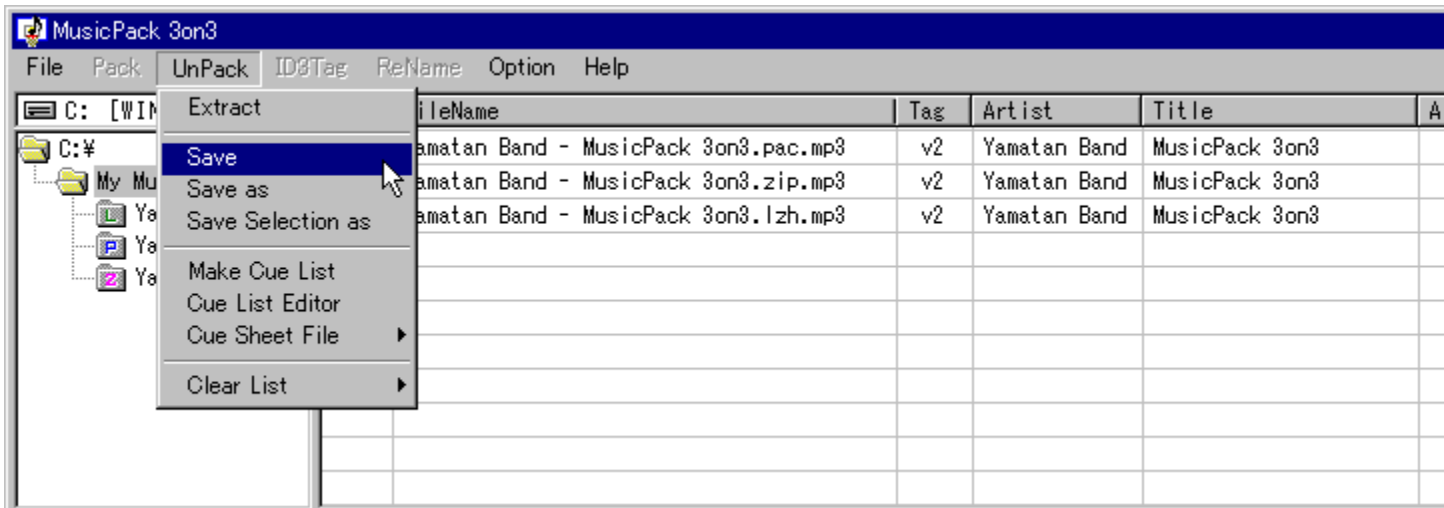 MusicPack 3on3
File Pack UnPack ID3Tag ReName Option Help
C: [WIN
C:¥
My Mu
Ya
Ya
Ya
Extract
Save
Save as
Save Selection as
Make Cue List
Cue List Editor
Cue Sheet File
Clear List
ileName Tag Artist Title A
amatan Band - MusicPack 3on3.pac.mp3 v2 Yamatan Band MusicPack 3on3
amatan Band - MusicPack 3on3.zip.mp3 v2 Yamatan Band MusicPack 3on3
amatan Band - MusicPack 3on3.lzh.mp3 v2 Yamatan Band MusicPack 3on3